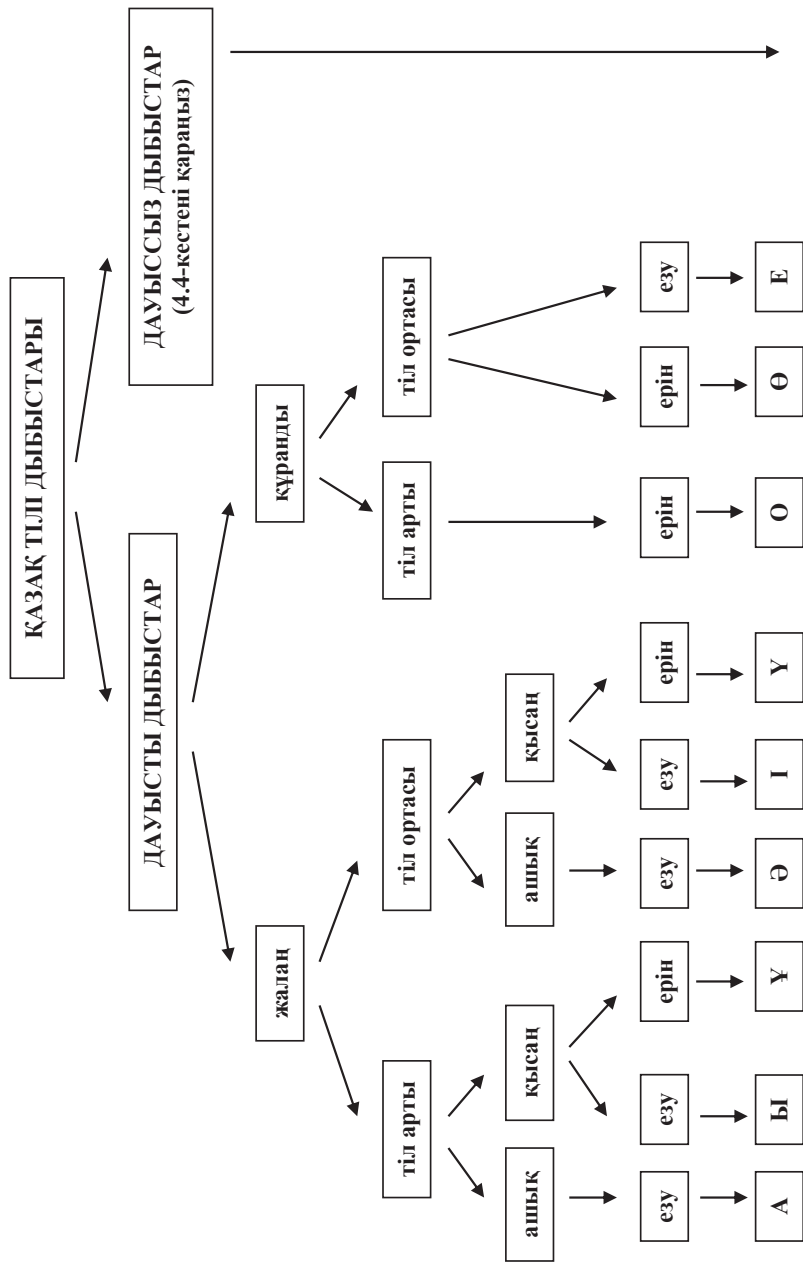 ҚАЗАҚ ТІЛІ ДЫБЫСТАРЫ
ДАУЫСТЫ ДЫБЫСТАР
ДАУЫССЫЗ ДЫБЫСТАР
(4.4-кестені қараңыз)
жалаң
құранды
тіл арты
тіл ортасы
тіл арты
тіл ортасы
ашық
қысаң
ашық
қысаң
езу
езу
ерін
езу
езу
ерін
ерін
ерін
езу
А
Ы
Ұ
Ә
І
Ү
О
Ө
Е